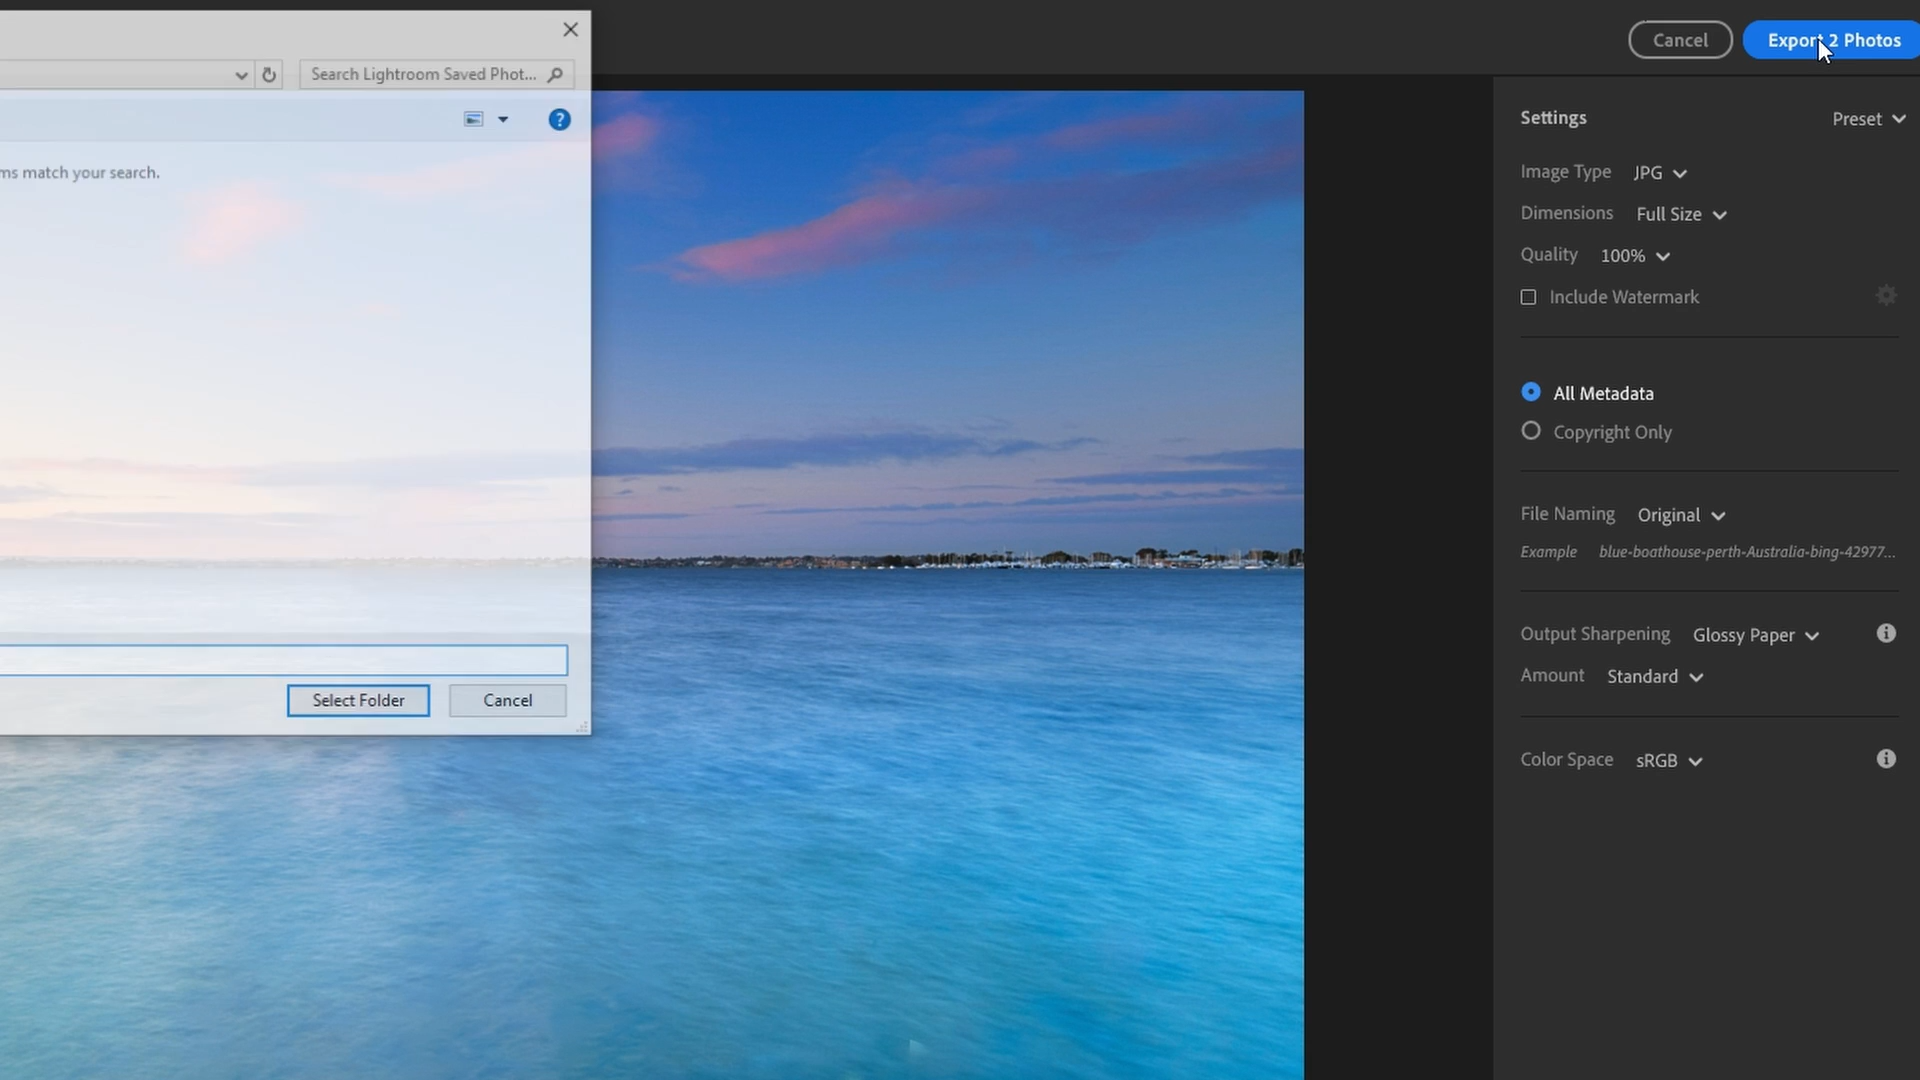 Cancel
Export 2 Photos
Search Lightroom Saved Phot...
?
ms match your search.
Select Folder
Cancel
Settings
Preset
Image Type JPG
Dimensions Full Size
Quality 100%
Include Watermark
All Metadata
Copyright Only
File Naming Original
Example blue-boathouse-perth-Australia-bing-42977...
Output Sharpening Glossy Paper
Amount Standard
Color Space sRGB